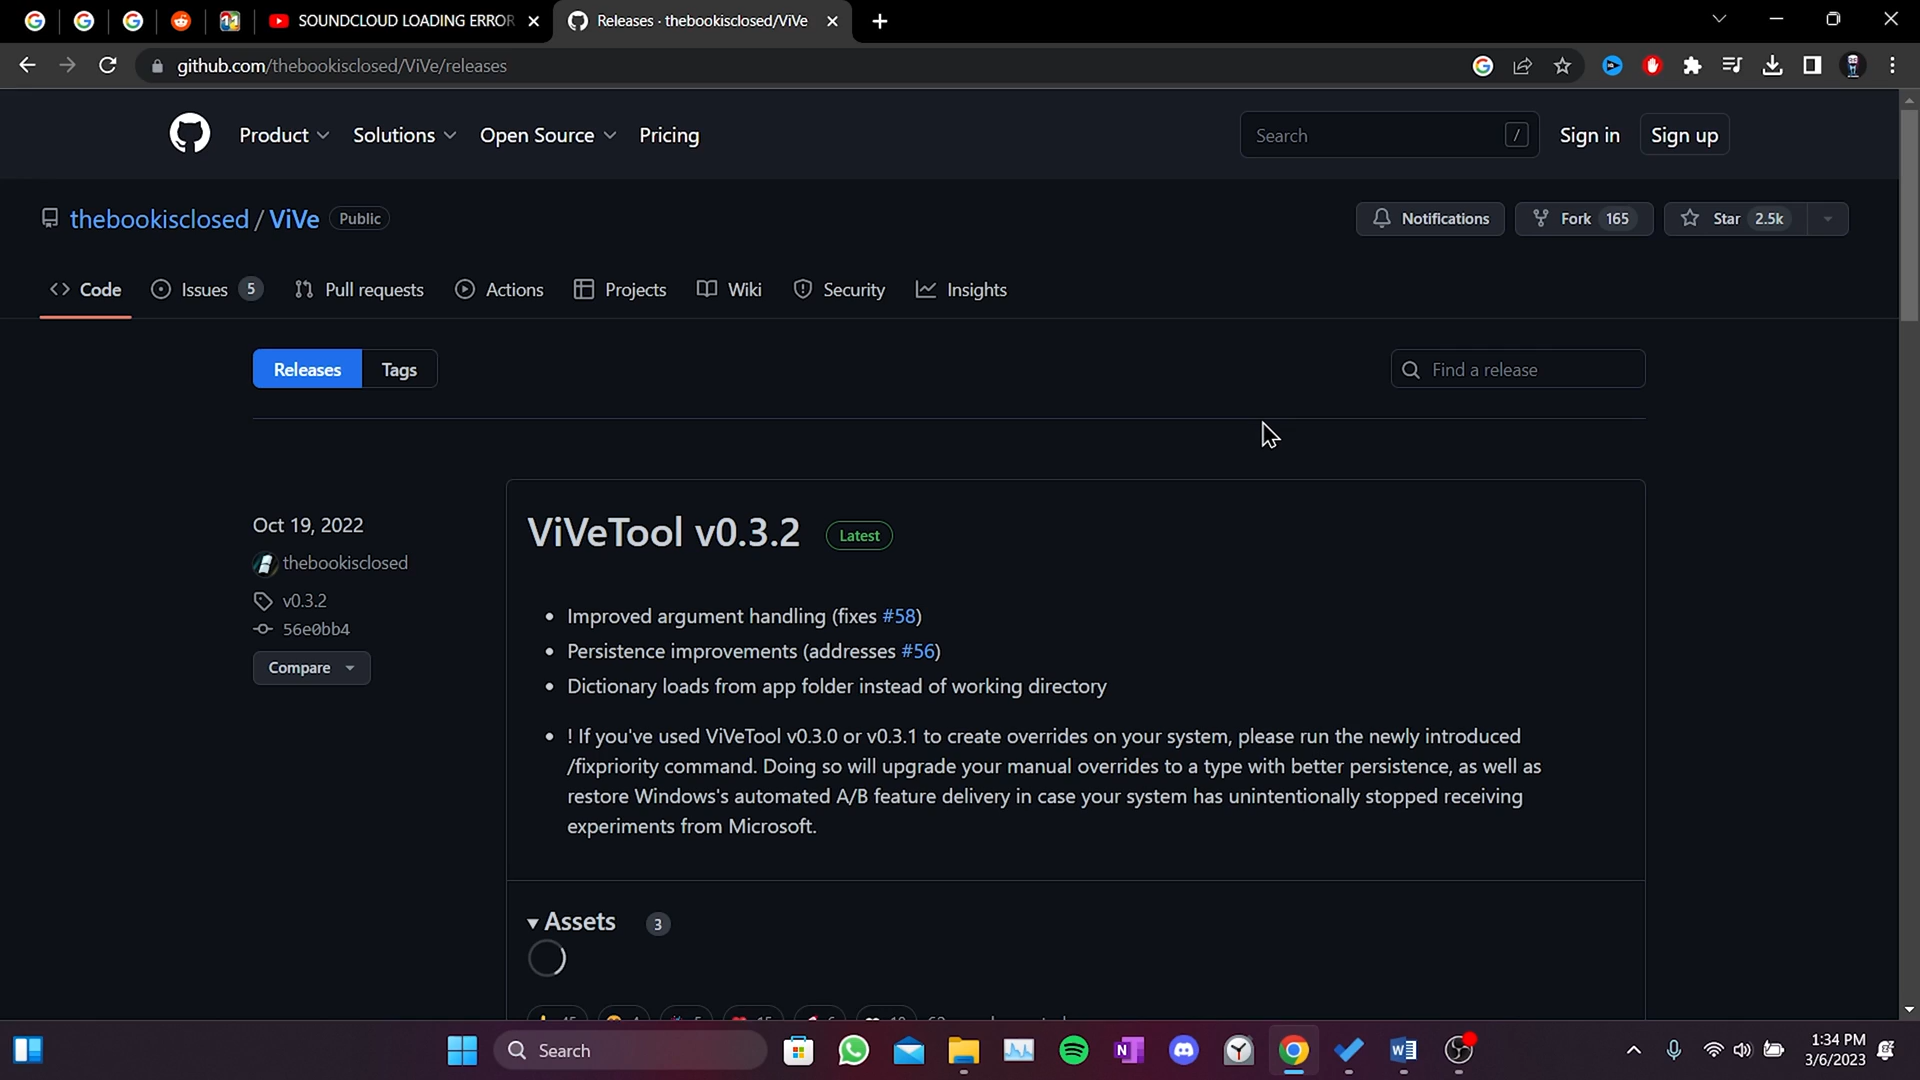 SOUNDCLOUD LOADING ERROR
Releases · thebookisclosed/ViVe
github.com/thebookisclosed/ViVe/releases
Product
Solutions
Open Source
Pricing
Search
/
Sign in
Sign up
thebookisclosed / ViVe
Public
Notifications
Fork 165
Star 2.5k
Code
Issues 5
Pull requests
Actions
Projects
Wiki
Security
Insights
Releases
Tags
Find a release
Oct 19, 2022
thebookisclosed
v0.3.2
56e0bb4
Compare
ViVeTool v0.3.2
Latest
Improved argument handling (fixes #58)
Persistence improvements (addresses #56)
Dictionary loads from app folder instead of working directory
! If you've used ViVeTool v0.3.0 or v0.3.1 to create overrides on your system, please run the newly introduced
/fixpriority command. Doing so will upgrade your manual overrides to a type with better persistence, as well as
restore Windows's automated A/B feature delivery in case your system has unintentionally stopped receiving
experiments from Microsoft.
Assets 3
Search
1:34 PM
3/6/2023